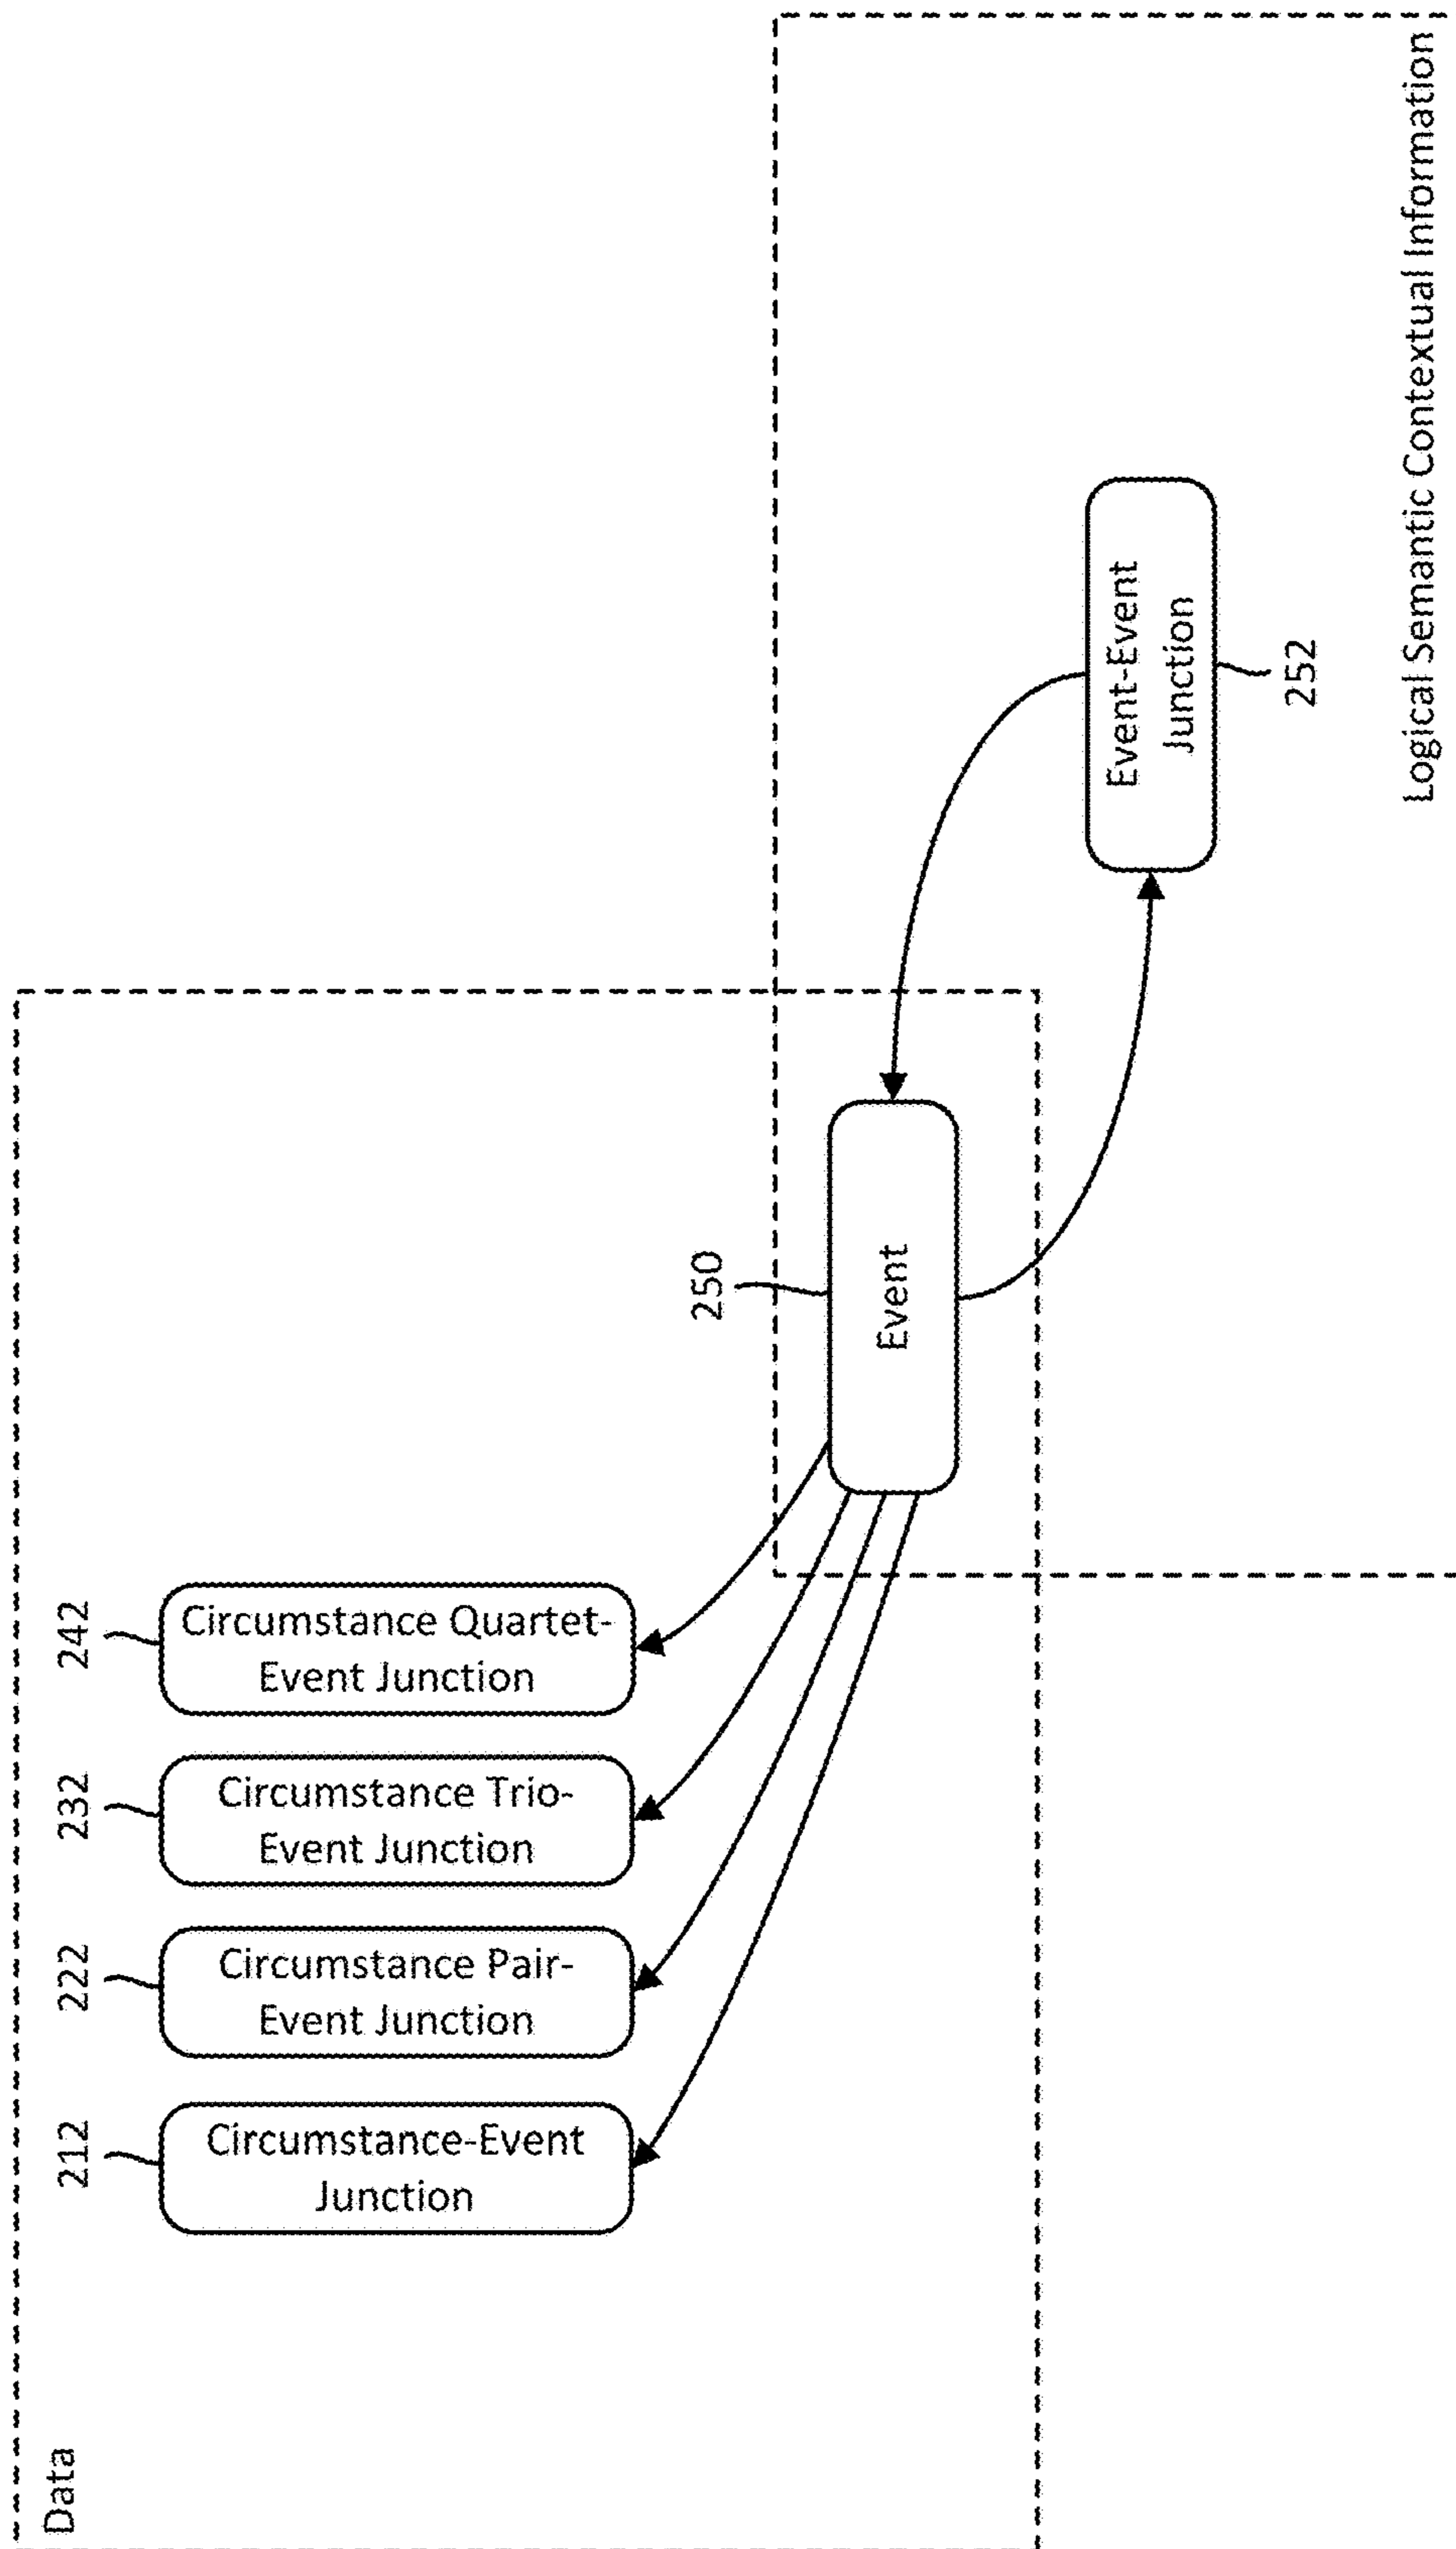 Data
212
Circumstance-Event
Junction
222
Circumstance Pair-
Event Junction
232
Circumstance Trio-
Event Junction
242
Circumstance Quartet-
Event Junction
250
Event
Event-Event
Junction
252
Logical Semantic Contextual Information